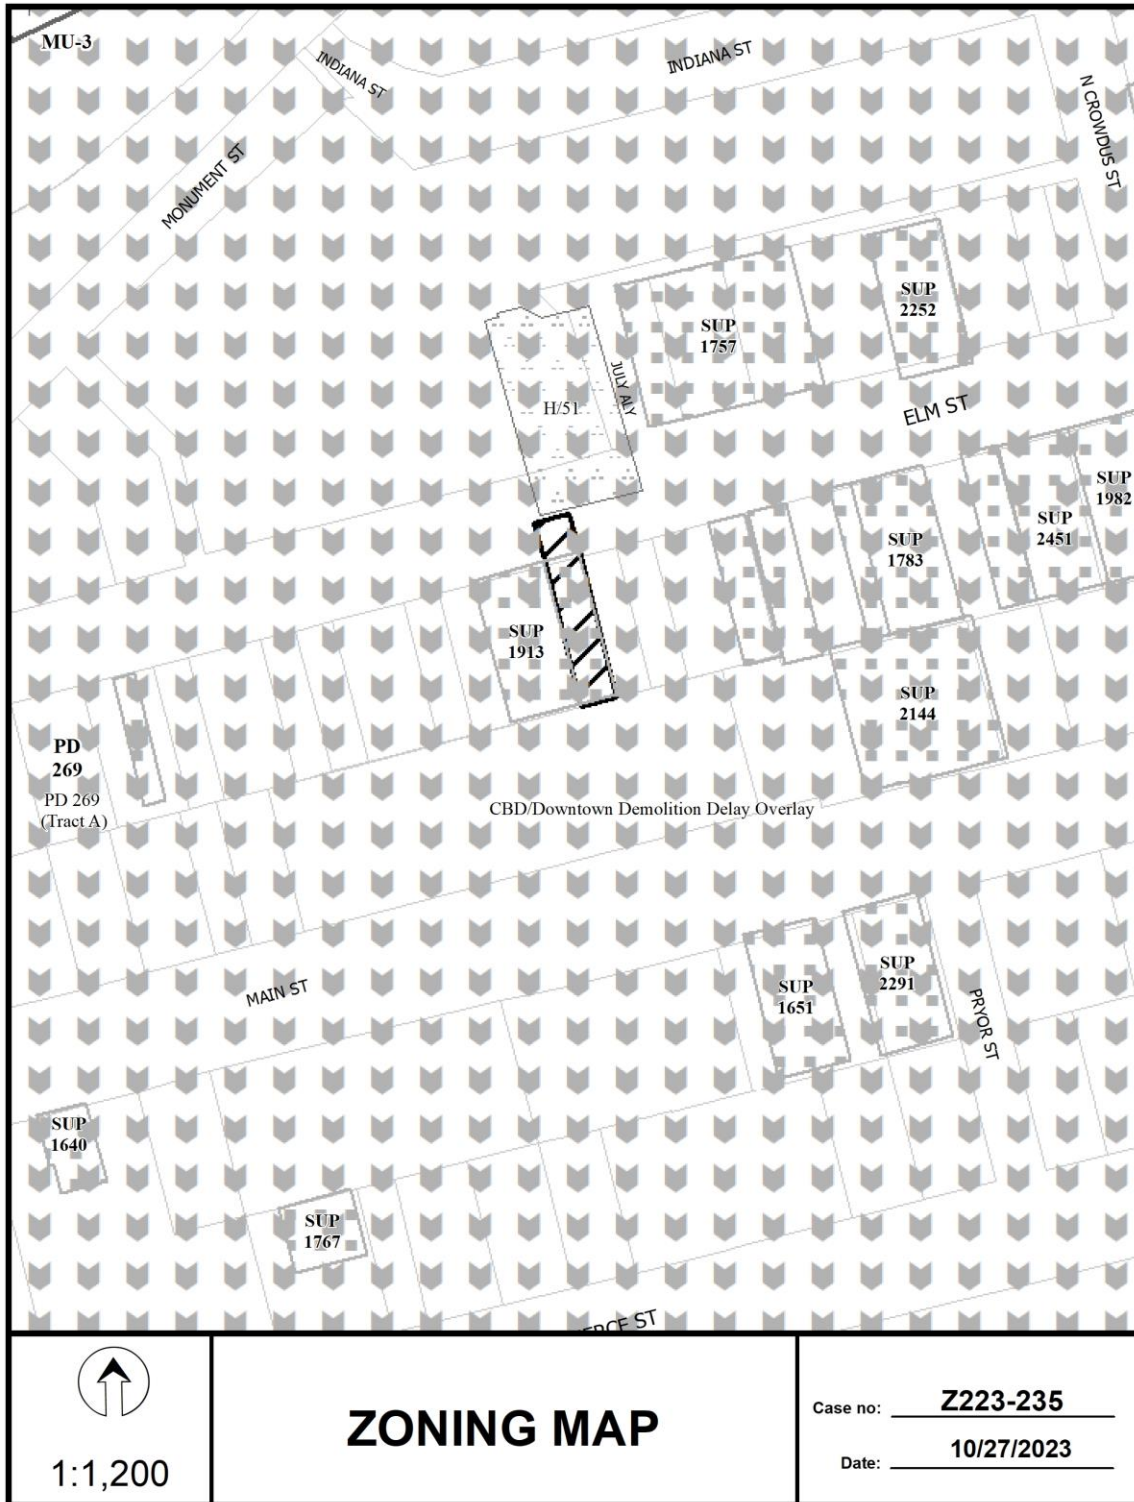 MU-3
INDIANA ST
INDIANA ST
N CROWDUS ST
MONUMENT ST
SUP
2252
SUP
1757
JULY ALY
H/51
ELM ST
SUP
1982
SUP
2451
SUP
1783
SUP
1913
SUP
2144
PD
269
PD 269
(Tract A)
CBD/Downtown Demolition Delay Overlay
SUP
2291
SUP
1651
MAIN ST
PRYOR ST
SUP
1640
SUP
1767
ERCE ST
1:1,200
ZONING MAP
Case no: Z223-235
Date: 10/27/2023